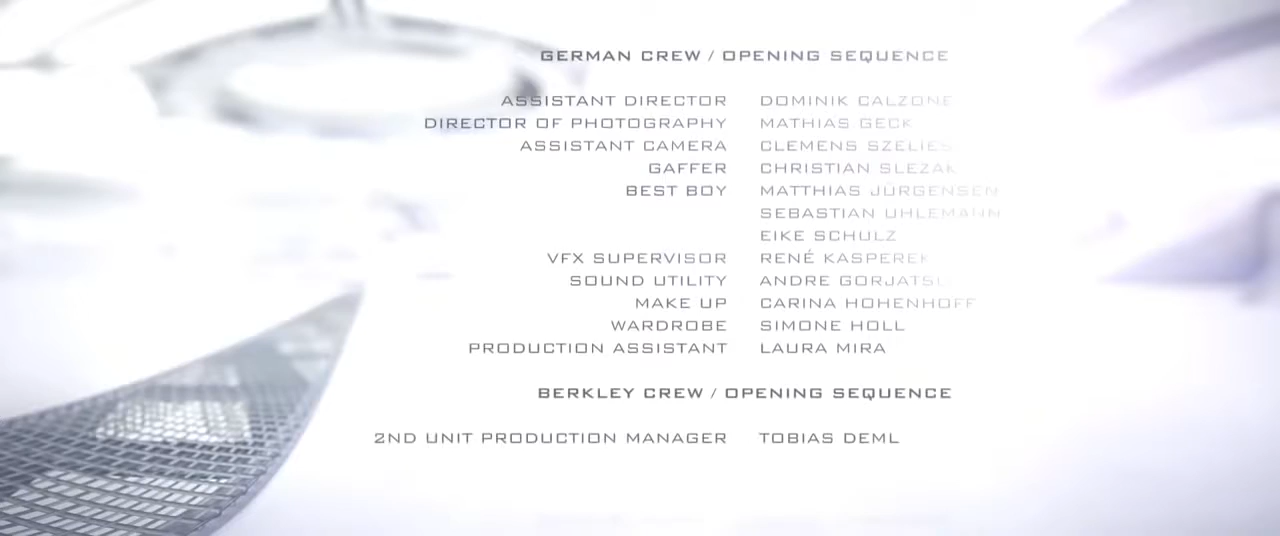 GERMAN CREW / OPENING SEQUENCE
ASSISTANT DIRECTOR DOMINIK CALZONE
DIRECTOR OF PHOTOGRAPHY MATHIAS GECK
ASSISTANT CAMERA CLEMENS SZELIES
GAFFER CHRISTIAN SLEZAK
BEST BOY MATTHIAS JÜRGENSEN
SEBASTIAN UHLEMANN
EIKE SCHULZ
VFX SUPERVISOR RENÉ KASPEREK
SOUND UTILITY ANDRE
MAKE UP CARINA HOHENHOFF
WARDROBE SIMONE HOLL
PRODUCTION ASSISTANT LAURA MIRA
BERKLEY CREW / OPENING SEQUENCE
2ND UNIT PRODUCTION MANAGER TOBIAS DEML